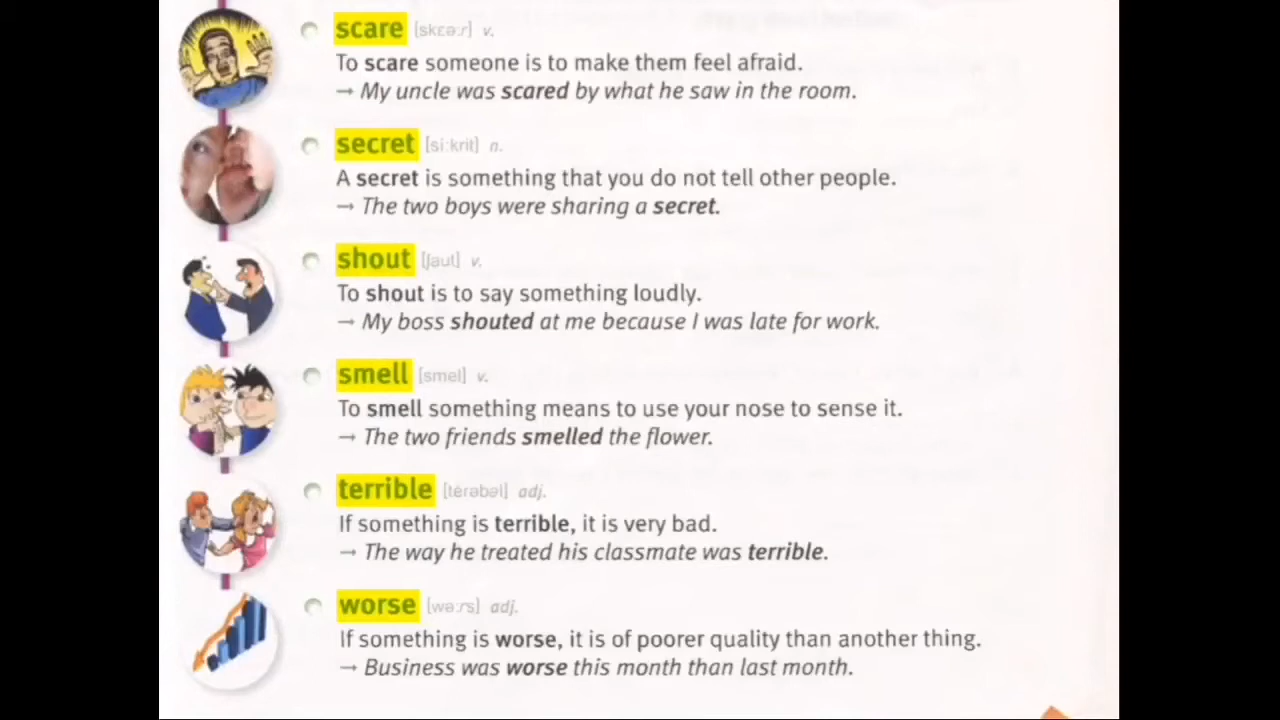 scare [skɛəːr] v.
To scare someone is to make them feel afraid.
→ My uncle was scared by what he saw in the room.
secret [siːkrit] n.
A secret is something that you do not tell other people.
→ The two boys were sharing a secret.
shout [ʃaut] v.
To shout is to say something loudly.
→ My boss shouted at me because I was late for work.
smell [smel] v.
To smell something means to use your nose to sense it.
→ The two friends smelled the flower.
terrible [térəbəl] adj.
If something is terrible, it is very bad.
→ The way he treated his classmate was terrible.
worse [wəːrs] adj.
If something is worse, it is of poorer quality than another thing.
→ Business was worse this month than last month.